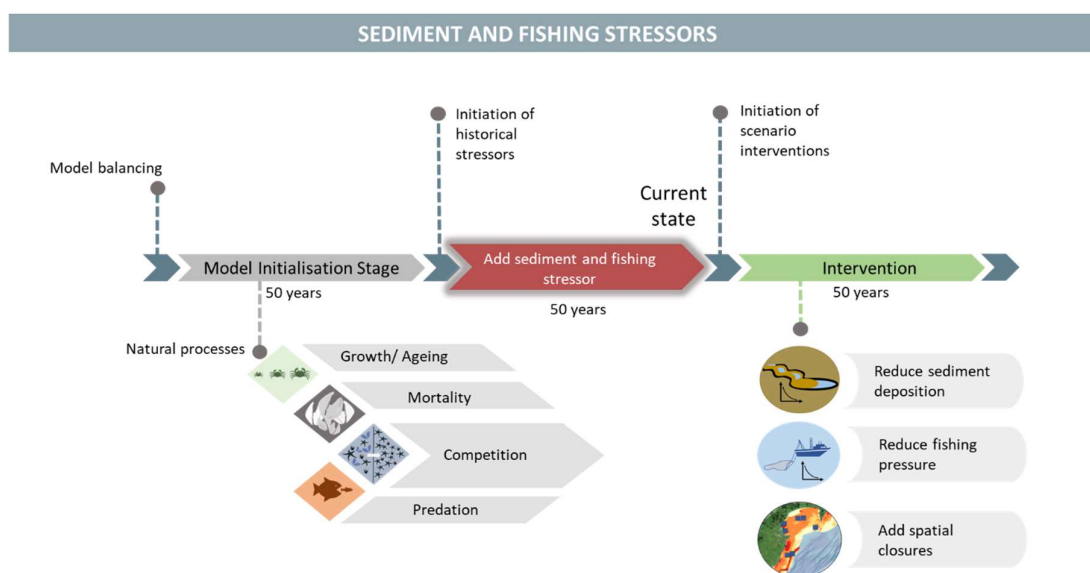 SEDIMENT AND FISHING STRESSORS
Initiation of
historical
stressors
Initiation of
scenario
interventions
Model balancing
Current
state
Model Initialisation Stage
Add sediment and fishing
stressor
Intervention
50 years
50 years
50 years
Natural processes
Growth/ Ageing
Mortality
Competition
Predation
Reduce sediment
deposition
Reduce fishing
pressure
Add spatial
closures